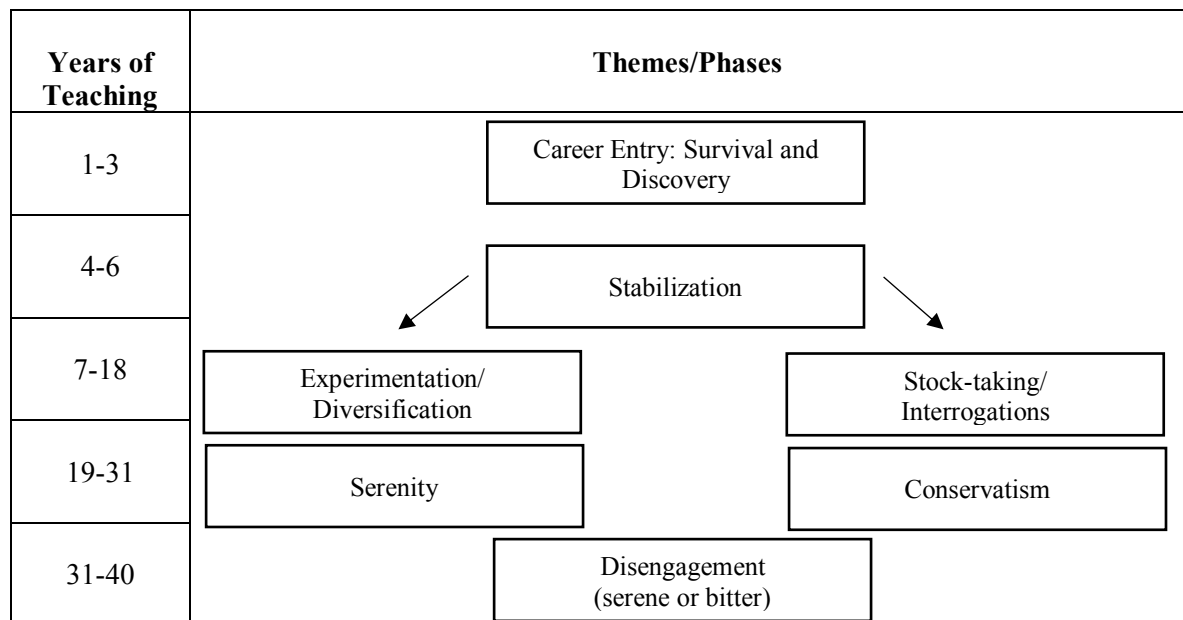 Years of
Teaching
Themes/Phases
1-3
Career Entry: Survival and
Discovery
4-6
Stabilization
7-18
Experimentation/
Diversification
Stock-taking/
Interrogations
19-31
Serenity
Conservatism
31-40
Disengagement
(serene or bitter)